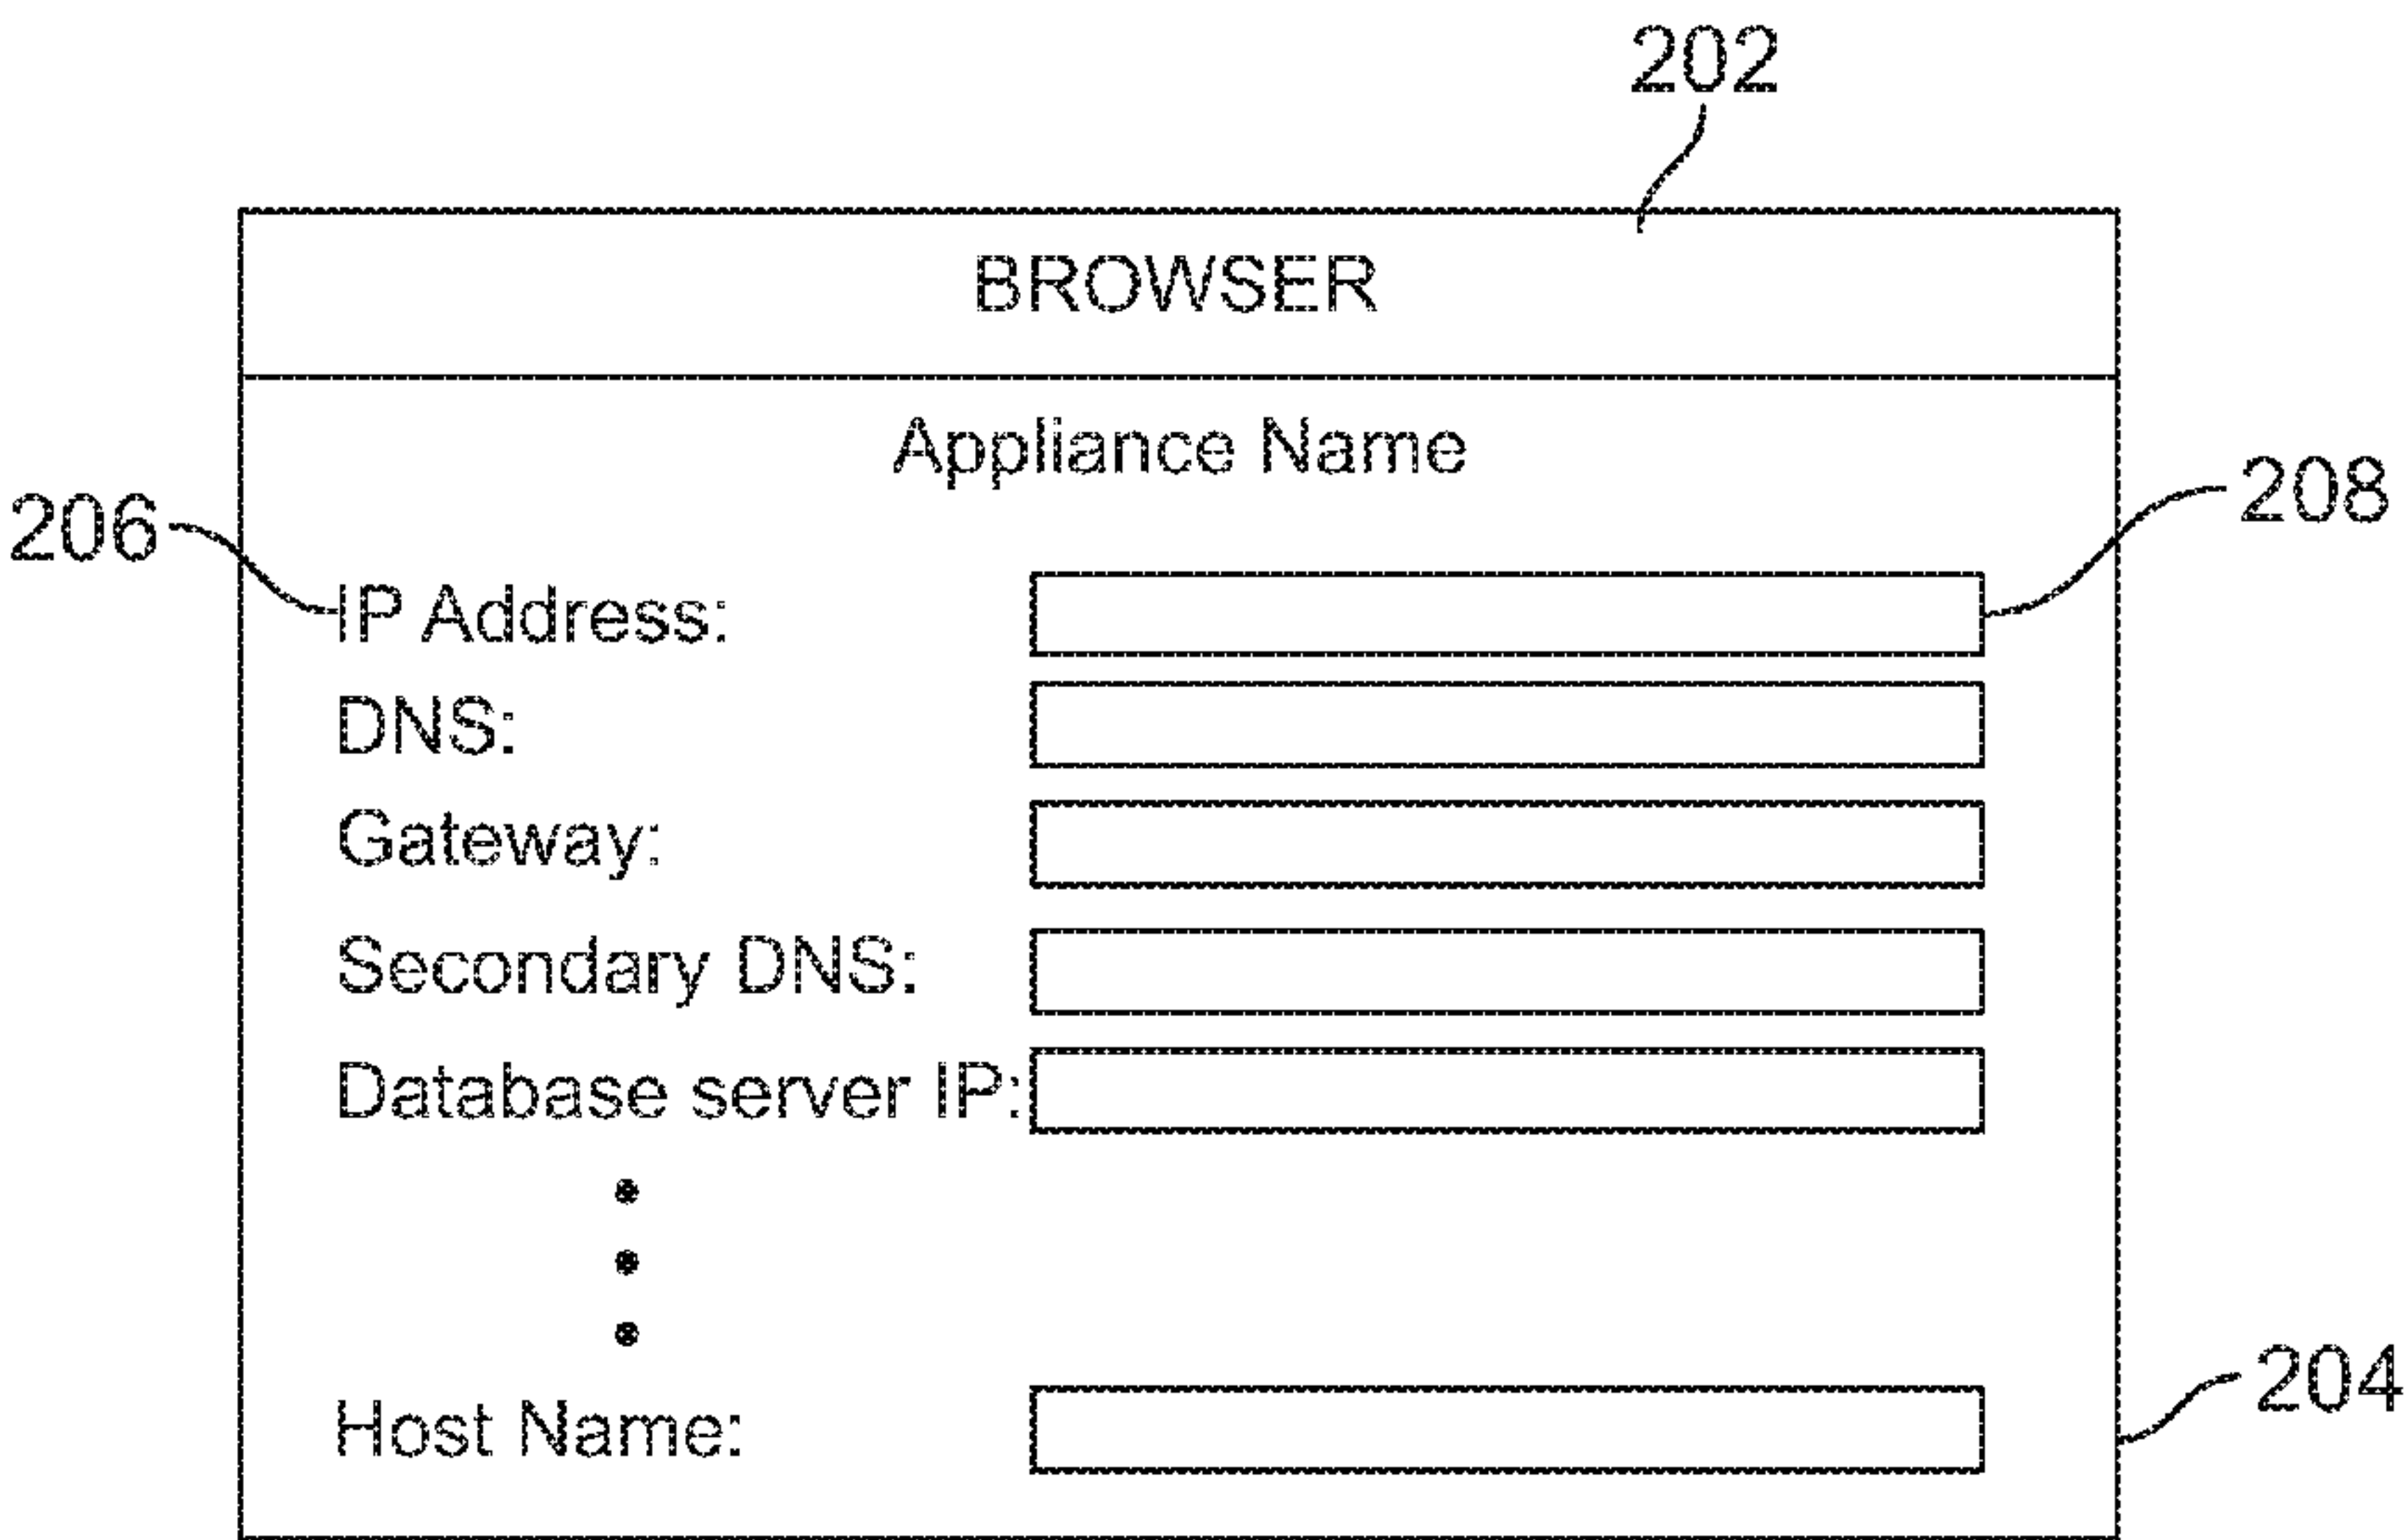 202
BROWSER
Appliance Name
208
206
IP Address:
DNS:
Gateway:
Secondary DNS:
Database server IP:
Host Name:
204